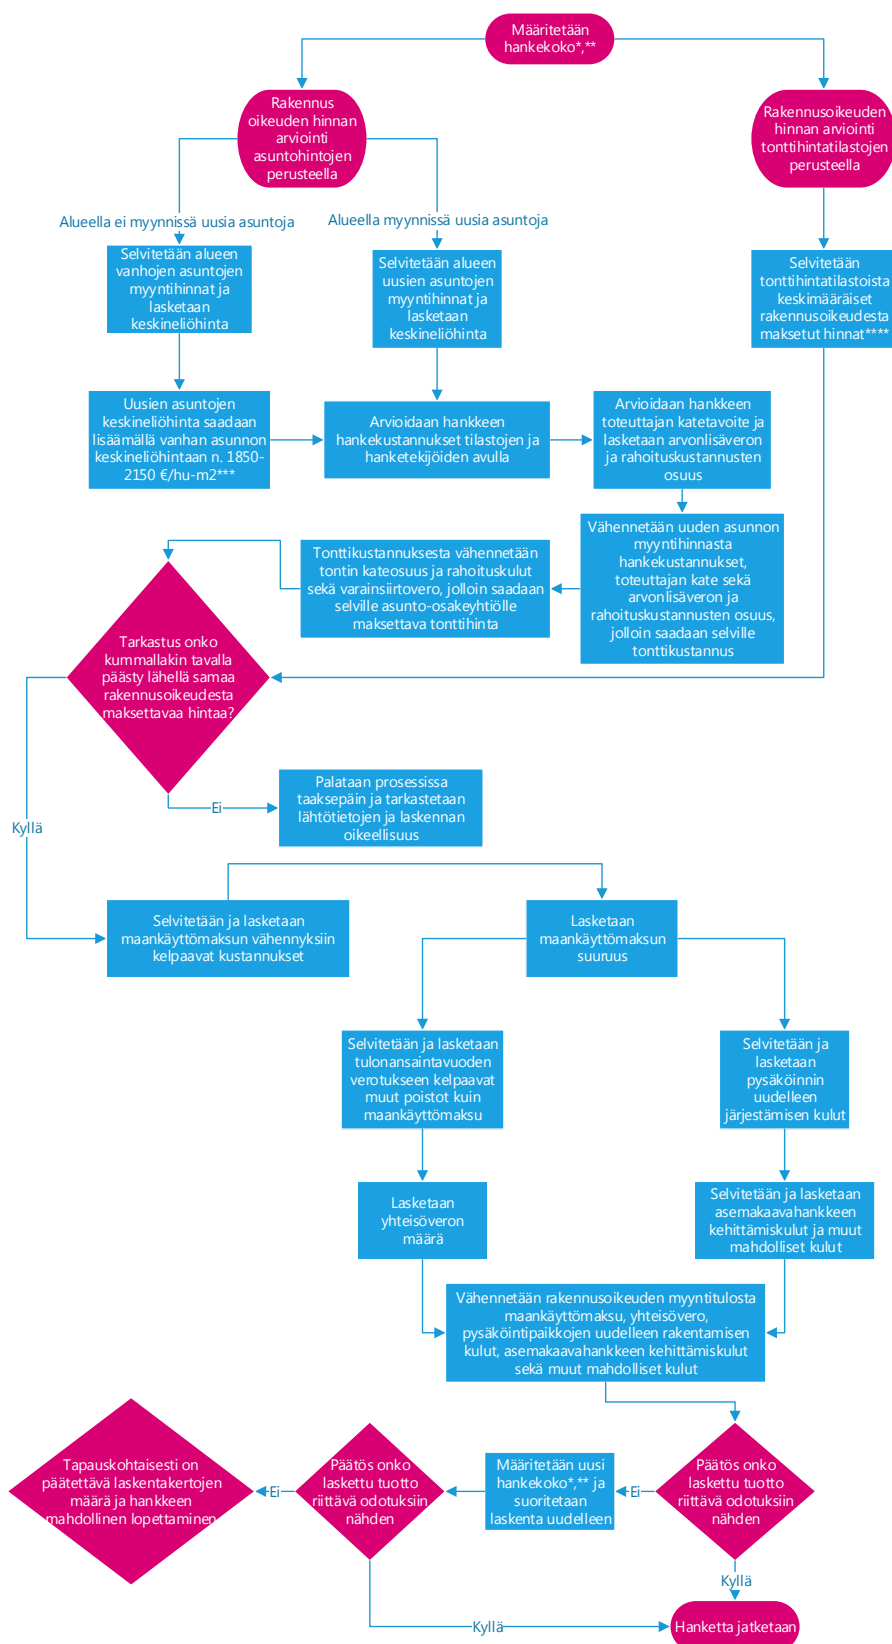 Määritetään
hankekoko*,**
Rakennus
oikeuden hinnan
arviointi
asuntohintojen
perusteella
Rakennusoikeuden
hinnan arviointi
tonttihintatilastojen
perusteella
Alueella ei myynnissä uusia asuntoja
Alueella myynnissä uusia asuntoja
Selvitetään alueen
vanhojen asuntojen
myyntihinnat ja
lasketaan
keskineliöhinta
Selvitetään alueen
uusien asuntojen
myyntihinnat ja
lasketaan
keskineliöhinta
Selvitetään
tonttihintatilastoista
keskimääräiset
rakennusoikeudesta
maksetut hinnat****
Uusien asuntojen
keskineliöhinta saadaan
lisäämällä vanhan asunnon
keskineliöhintaan n. 1850-
2150 €/hu-m2***
Arvioidaan hankkeen
hankekustannukset tilastojen ja
hanketekijöiden avulla
Arvioidaan hankkeen
toteuttajan katetavoite ja
lasketaan arvonlisäveron
ja rahoituskustannusten
osuus
Vähennetään uuden asunnon
myyntihinnasta
hankekustannukset,
toteuttajan kate sekä
arvonlisäveron ja
rahoituskustannusten osuus,
jolloin saadaan selville
tonttikustannus
Tonttikustannuksesta vähennetään
tontin kateosuus ja rahoituskulut
sekä varainsiirtovero, jolloin saadaan
selville asunto-osakeyhtiölle
maksettava tonttihinta
Tarkastus onko
kummallakin tavalla
päästy lähellä samaa
rakennusoikeudesta
maksettavaa hintaa?
Ei
Palataan prosessissa
taaksepäin ja tarkastetaan
lähtötietojen ja laskennan
oikeellisuus
Kyllä
Selvitetään ja lasketaan
maankäyttömaksun vähennyksiin
kelpaavat kustannukset
Lasketaan
maankäyttömaksun
suuruus
Selvitetään ja lasketaan
tulonansaintavuoden
verotukseen kelpaavat
muut poistot kuin
maankäyttömaksu
Selvitetään ja
lasketaan
pysäköinnin
uudelleen
järjestämisen kulut
Lasketaan
yhteisöveron
määrä
Selvitetään ja lasketaan
asemakaavahankkeen
kehittämiskulut ja muut
mahdolliset kulut
Vähennetään rakennusoikeuden myyntitulosta
maankäyttömaksu, yhteisövero,
pysäköintipaikkojen uudelleen rakentamisen
kulut, asemakaavahankkeen kehittämiskulut
sekä muut mahdolliset kulut
Tapauskohtaisesti on
päätettävä laskentakertojen
määrä ja hankkeen
mahdollinen lopettaminen
Ei
Päätös onko
laskettu tuotto
riittävä odotuksiin
nähden
Määritetään uusi
hankekoko*,** ja
suoritetaan
laskenta uudelleen
Ei
Päätös onko
laskettu tuotto
riittävä odotuksiin
nähden
Kyllä
Kyllä
Hanketta jatketaan